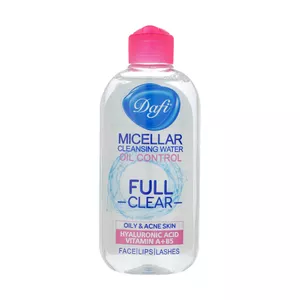 Dafi
MICELLAR
CLEANSING WATER
OIL CONTROL
FULL
CLEAR
OILY & ACNE SKIN
HYALURONIC ACID
VITAMIN A+B5
FACE|LIPS|LASHES